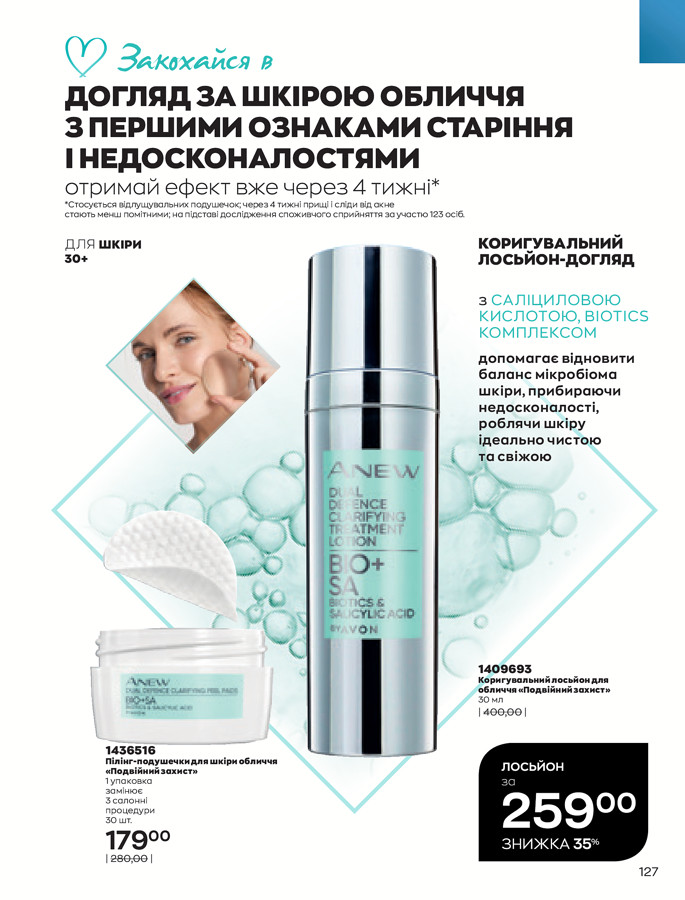 Закохайся в
ДОГЛЯД ЗА ШКІРОЮ ОБЛИЧЧЯ
З ПЕРШИМИ ОЗНАКАМИ СТАРІННЯ
І НЕДОСКОНАЛОСТЯМИ
отримай ефект вже через 4 тижні*
*Стосується відлущувальних подушечок; через 4 тижні прищі і сліди від акне
стають менш помітними; на підставі дослідження споживчого сприйняття за участю 123 осіб.
ДЛЯ ШКІРИ
30+
КОРИГУВАЛЬНИЙ
ЛОСЬЙОН-ДОГЛЯД
з САЛІЦИЛОВОЮ
КИСЛОТОЮ, BIOTICS
КОМПЛЕКСОМ
допомагає відновити
баланс мікробіома
шкіри, прибираючи
недосконалості,
роблячи шкіру
ідеально чистою
та свіжою
ANEW
DUAL
DEFENCE
CLARIFYING
TREATMENT
LOTION
BIO+
SA
BIOTICS &
SALICYLIC ACID
BY AVON
ANEW
DUAL DEFENCE CLARIFYING PEEL PADS
BIO+SA
BIOTICS & SALICYLIC ACID
BY AVON
1409693
Коригувальний лосьйон для
обличчя «Подвійний захист»
30 мл
| 400,00 |
1436516
Пілінг-подушечки для шкіри обличчя
«Подвійний захист»
1 упаковка
замінює
3 салонні
процедури
30 шт.
179⁰⁰
| 280,00 |
ЛОСЬЙОН
за
259⁰⁰
ЗНИЖКА 35%
127